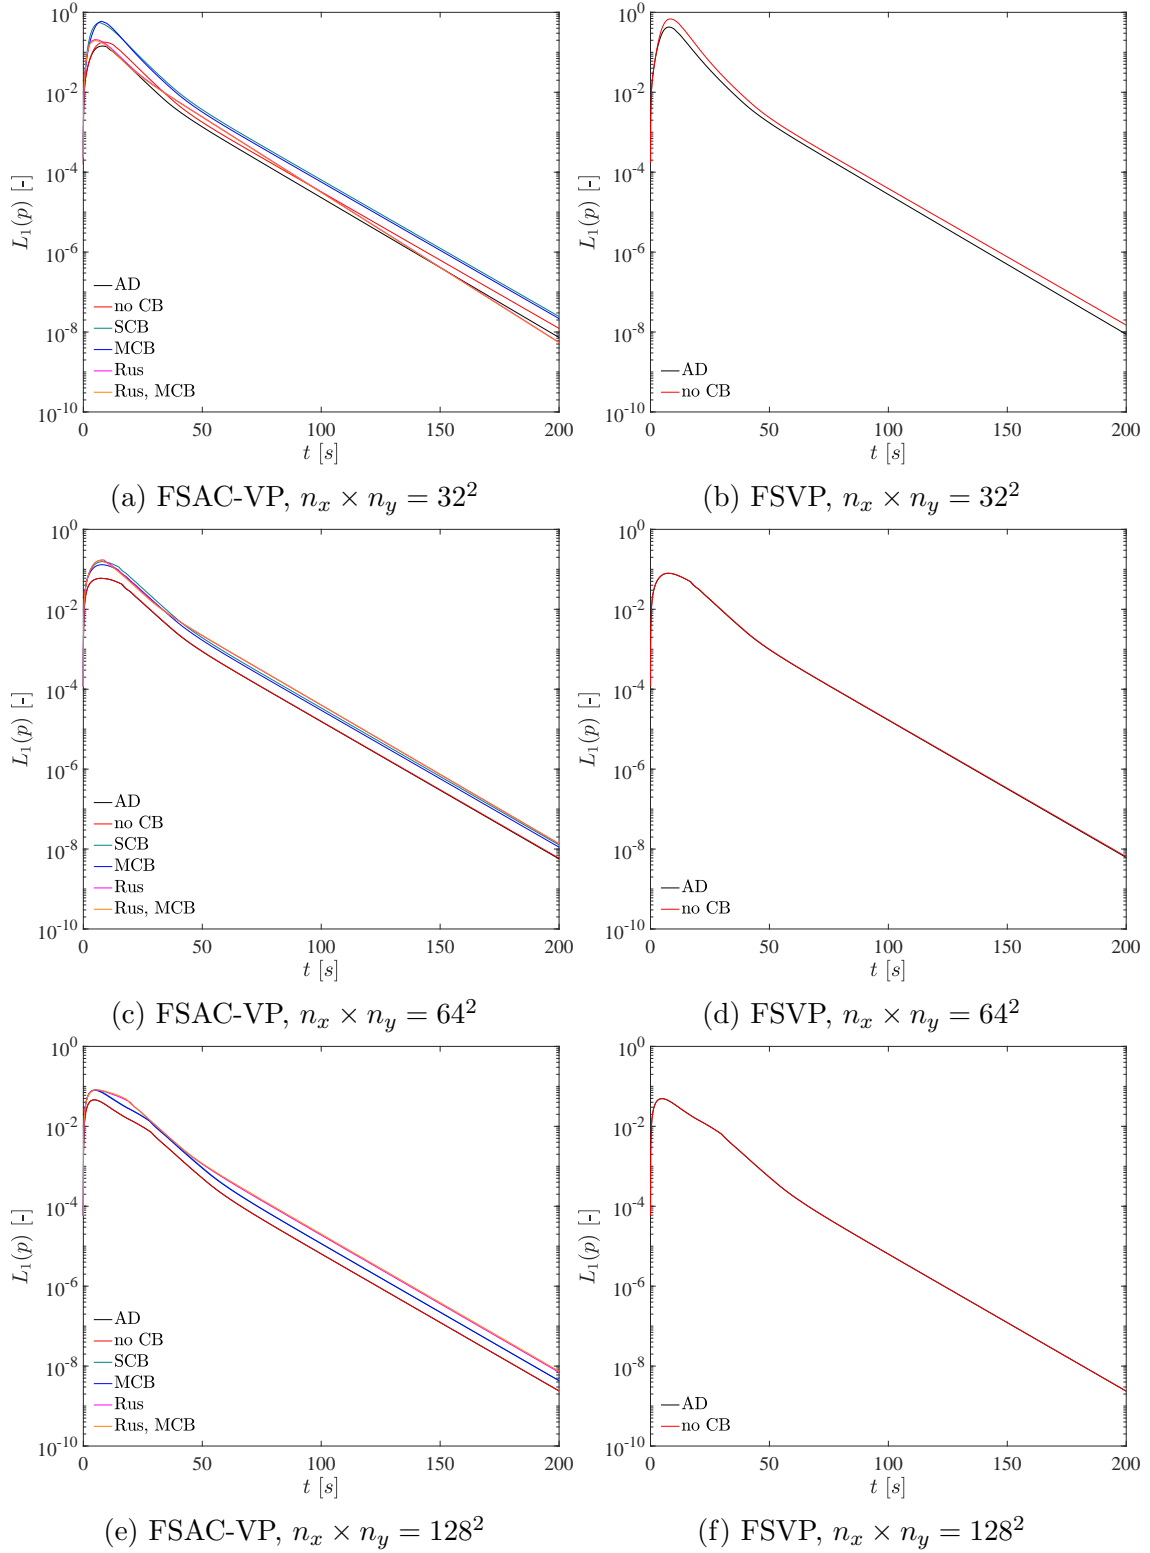 10^0
10^-2
10^-4
10^-6
10^-8
10^-10
L_1(p) [-]
AD
no CB
SCB
MCB
Rus
Rus, MCB
0 50 100 150 200
t [s]
(a) FSAC-VP, n_x × n_y = 32^2
10^0
10^-2
10^-4
10^-6
10^-8
10^-10
L_1(p) [-]
AD
no CB
0 50 100 150 200
t [s]
(b) FSVP, n_x × n_y = 32^2
10^0
10^-2
10^-4
10^-6
10^-8
10^-10
L_1(p) [-]
AD
no CB
SCB
MCB
Rus
Rus, MCB
0 50 100 150 200
t [s]
(c) FSAC-VP, n_x × n_y = 64^2
10^0
10^-2
10^-4
10^-6
10^-8
10^-10
L_1(p) [-]
AD
no CB
0 50 100 150 200
t [s]
(d) FSVP, n_x × n_y = 64^2
10^0
10^-2
10^-4
10^-6
10^-8
10^-10
L_1(p) [-]
AD
no CB
SCB
MCB
Rus
Rus, MCB
0 50 100 150 200
t [s]
(e) FSAC-VP, n_x × n_y = 128^2
10^0
10^-2
10^-4
10^-6
10^-8
10^-10
L_1(p) [-]
AD
no CB
0 50 100 150 200
t [s]
(f) FSVP, n_x × n_y = 128^2